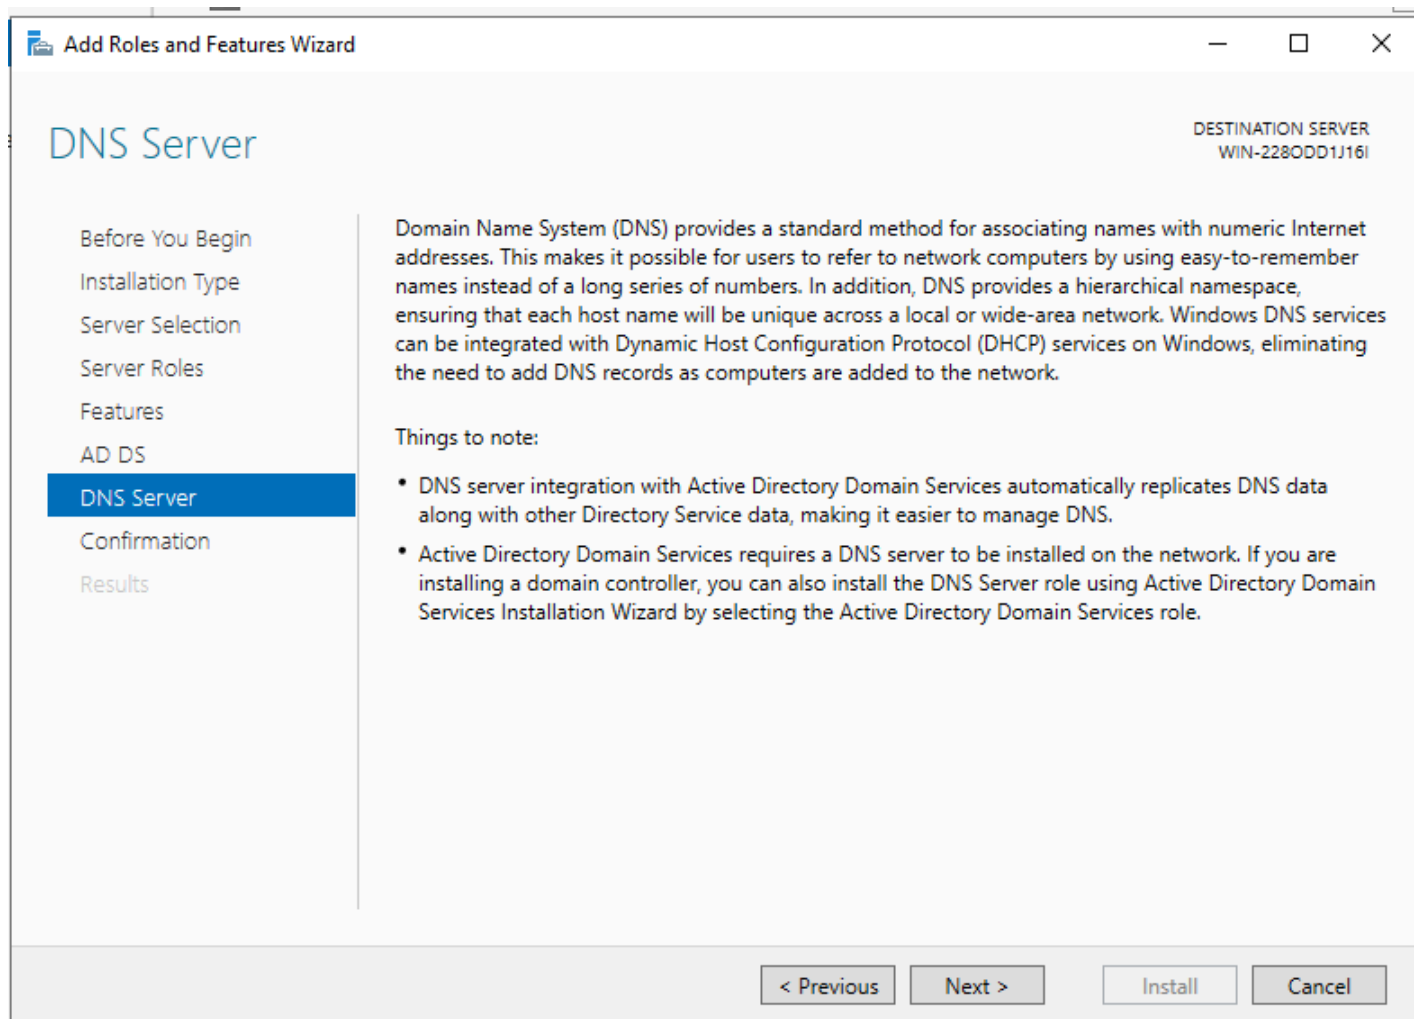 Add Roles and Features Wizard
DNS Server
DESTINATION SERVER
WIN-228ODD1J16I
Before You Begin
Installation Type
Server Selection
Server Roles
Features
AD DS
DNS Server
Confirmation
Results
Domain Name System (DNS) provides a standard method for associating names with numeric Internet
addresses. This makes it possible for users to refer to network computers by using easy-to-remember
names instead of a long series of numbers. In addition, DNS provides a hierarchical namespace,
ensuring that each host name will be unique across a local or wide-area network. Windows DNS services
can be integrated with Dynamic Host Configuration Protocol (DHCP) services on Windows, eliminating
the need to add DNS records as computers are added to the network.
Things to note:
• DNS server integration with Active Directory Domain Services automatically replicates DNS data
along with other Directory Service data, making it easier to manage DNS.
• Active Directory Domain Services requires a DNS server to be installed on the network. If you are
installing a domain controller, you can also install the DNS Server role using Active Directory Domain
Services Installation Wizard by selecting the Active Directory Domain Services role.
< Previous
Next >
Install
Cancel